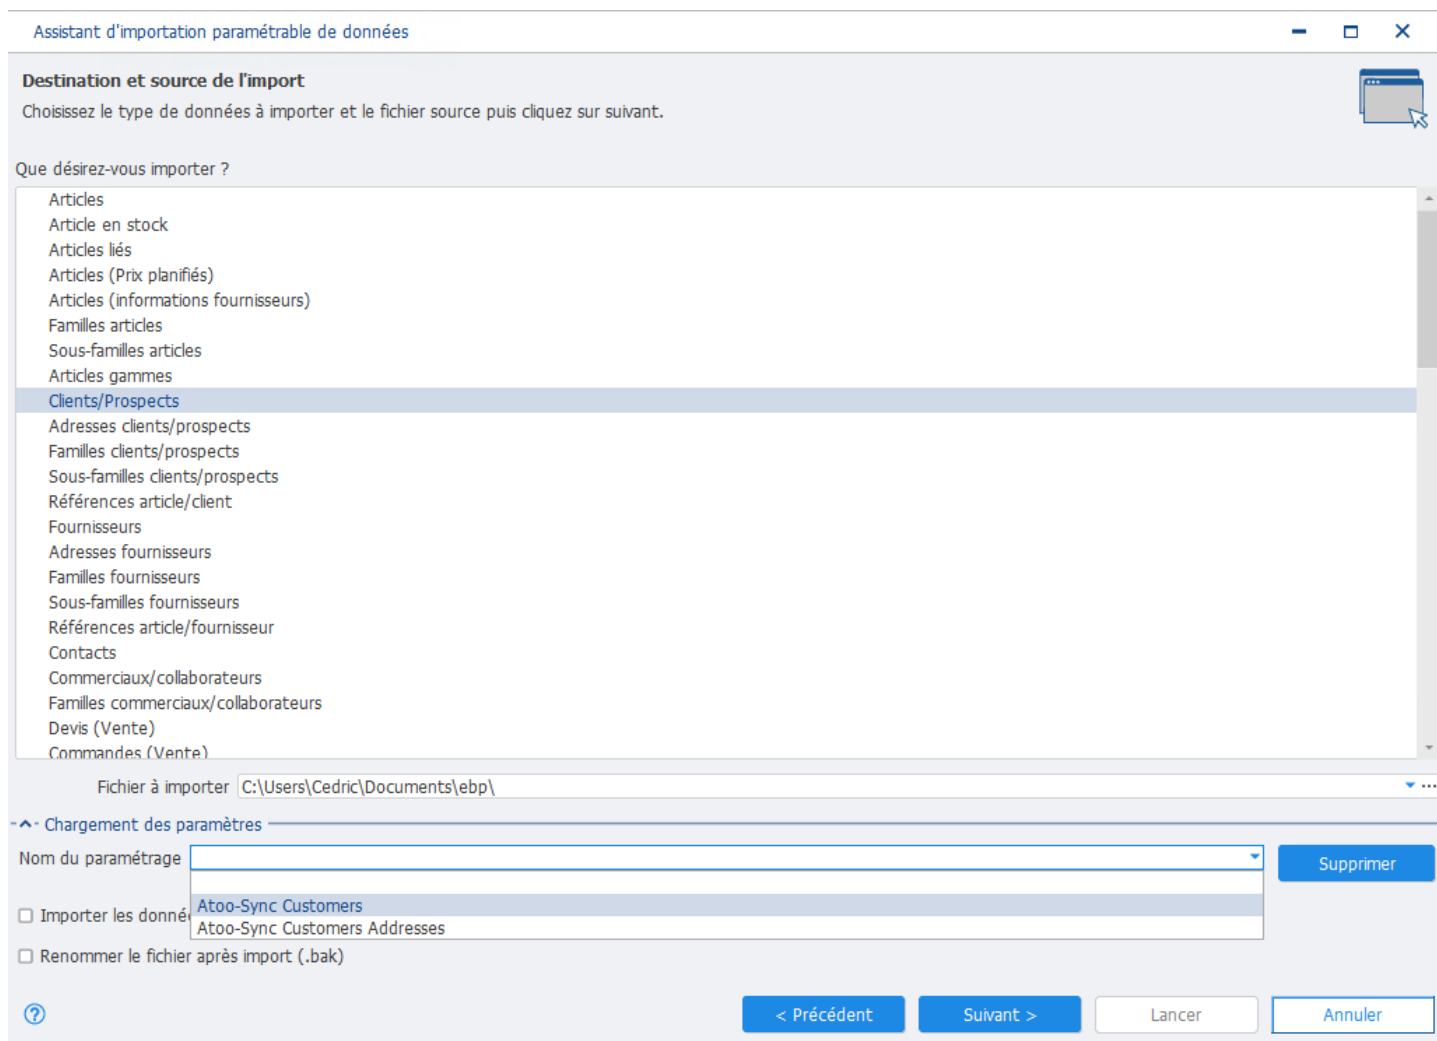 Assistant d'importation paramétrable de données
Destination et source de l'import
Choisissez le type de données à importer et le fichier source puis cliquez sur suivant.
Que désirez-vous importer ?
Articles
Article en stock
Articles liés
Articles (Prix planifiés)
Articles (informations fournisseurs)
Familles articles
Sous-familles articles
Articles gammes
Clients/Prospects
Adresses clients/prospects
Familles clients/prospects
Sous-familles clients/prospects
Références article/client
Fournisseurs
Adresses fournisseurs
Familles fournisseurs
Sous-familles fournisseurs
Références article/fournisseur
Contacts
Commerciaux/collaborateurs
Familles commerciaux/collaborateurs
Devis (Vente)
Commandes (Vente)
Fichier à importer C:\Users\Cedric\Documents\ebp\ ...
Chargement des paramètres
Nom du paramétrage Supprimer
Atoo-Sync Customers
Importer les donné
Atoo-Sync Customers Addresses
Renommer le fichier après import (.bak)
? < Précédent Suivant > Lancer Annuler